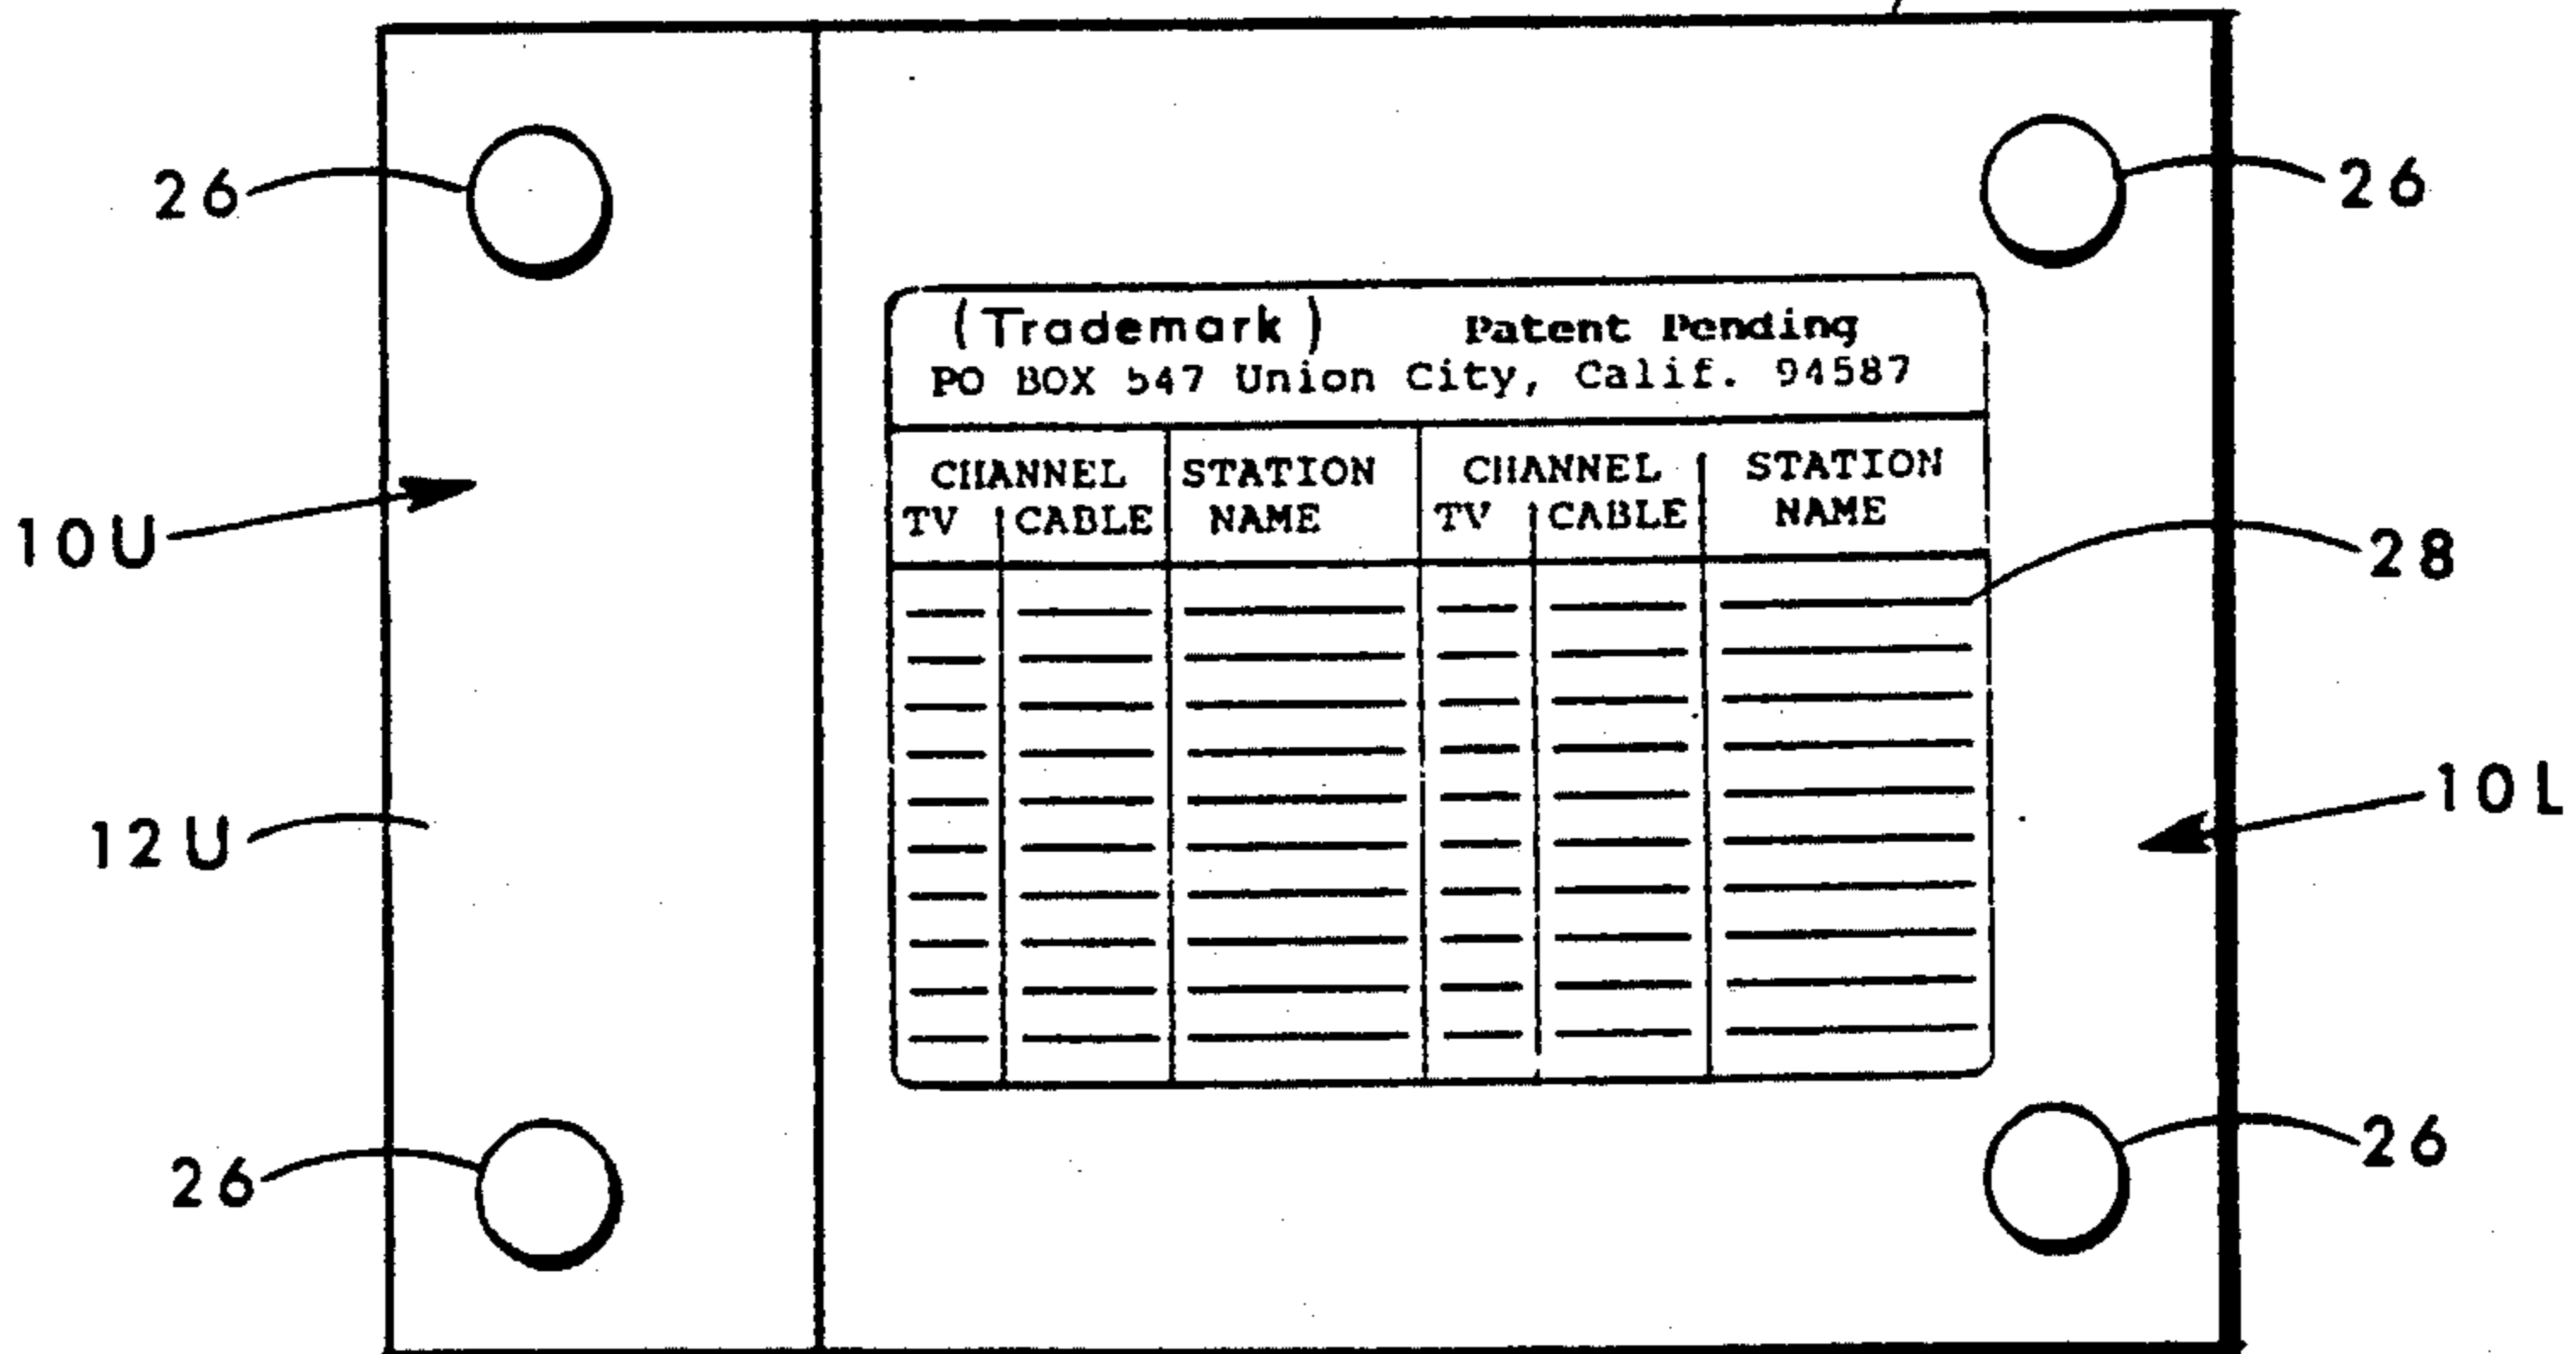 26
26
(Trademark) Patent Pending
PO BOX 547 Union City, Calif. 94587
CHANNEL STATION CHANNEL STATION
TV CABLE NAME TV CABLE NAME
10U
28
10L
12U
26
26